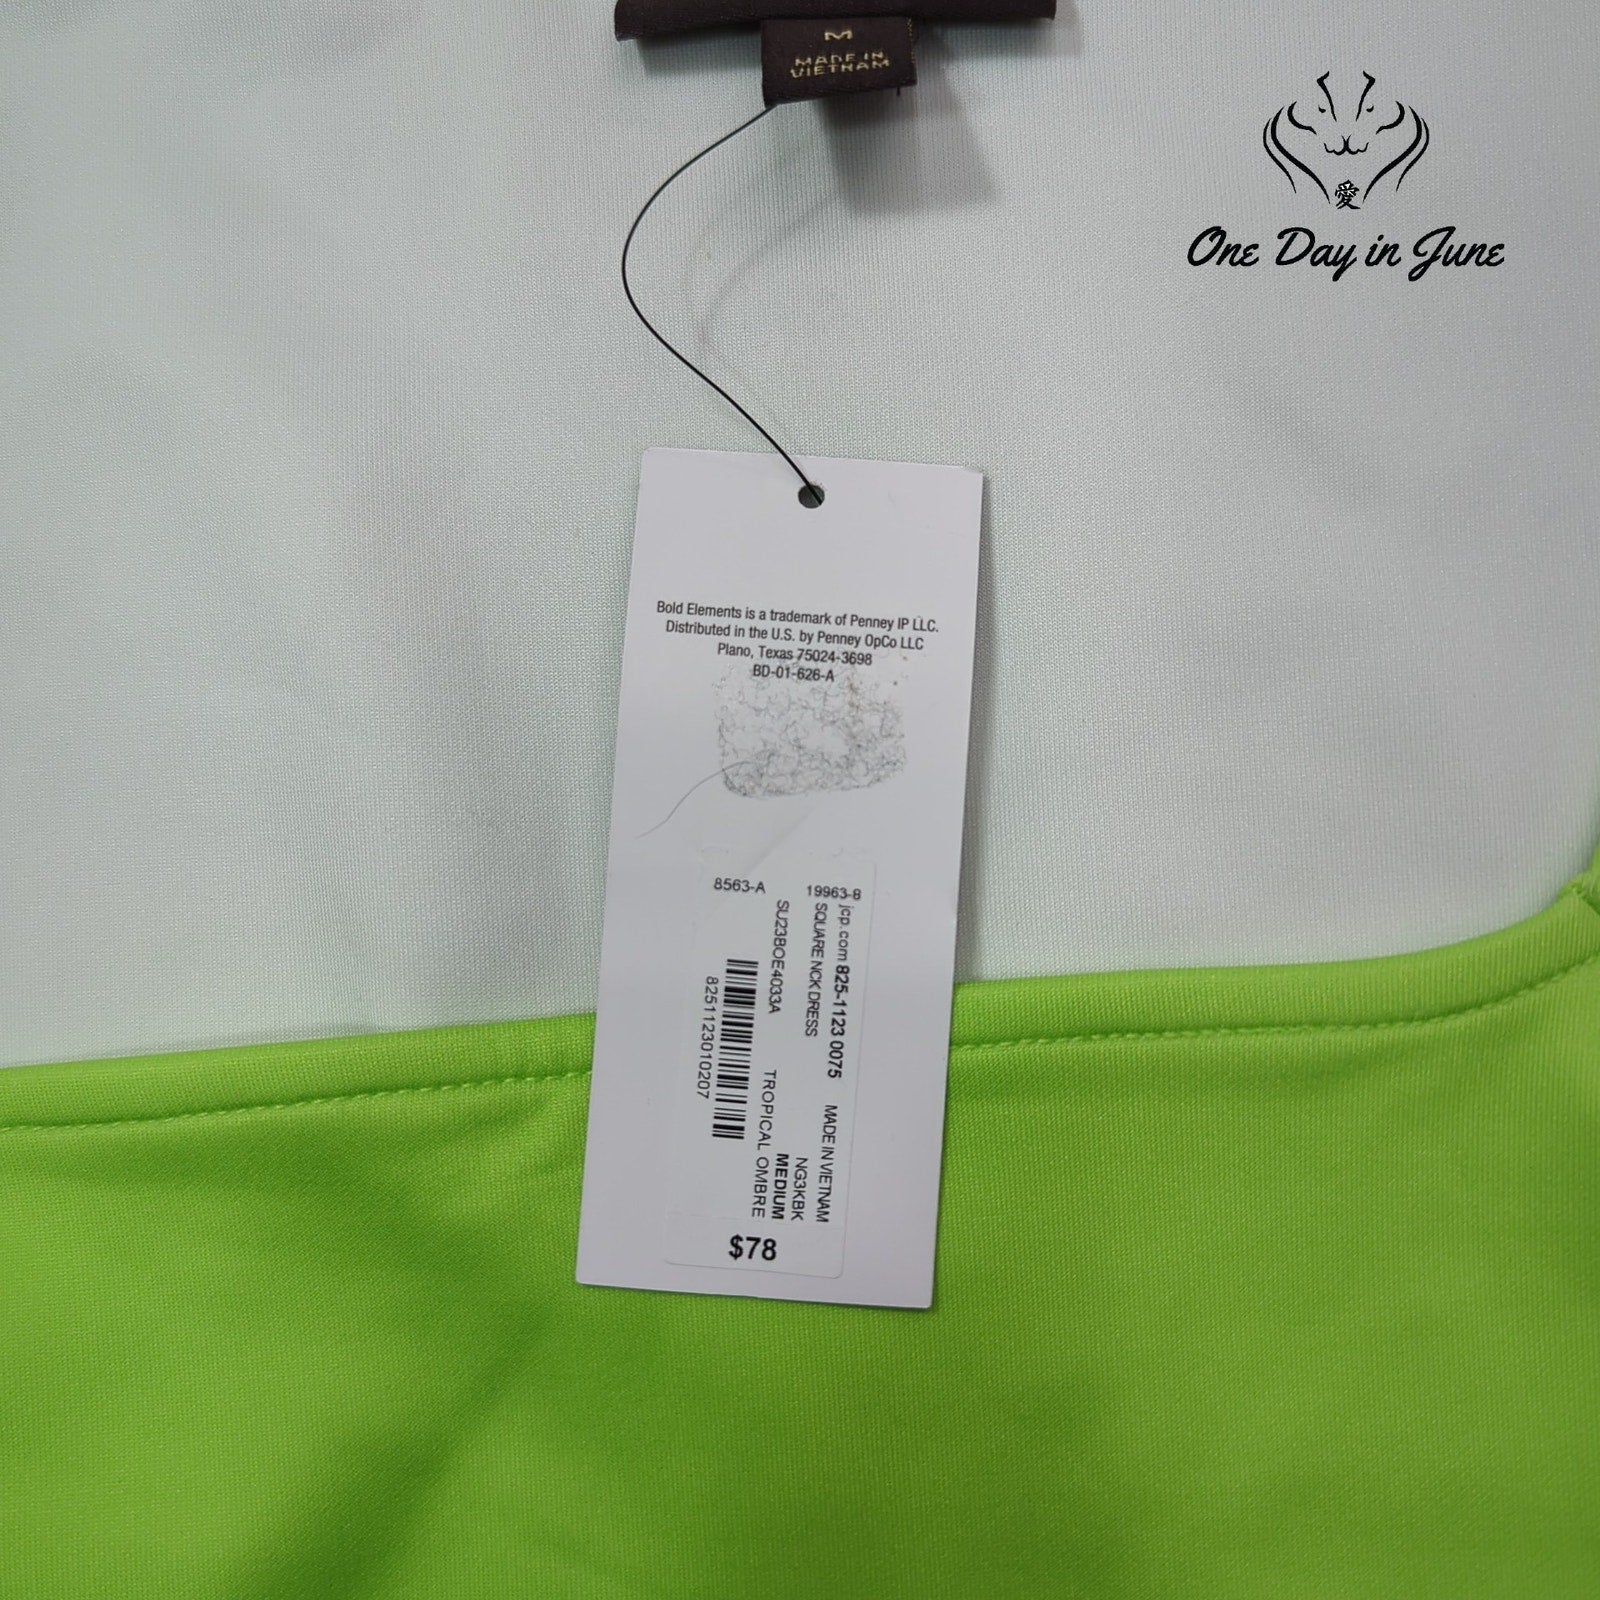 M
MADE IN
VIETNAM
愛
One Day in June
Bold Elements is a trademark of Penney IP LLC.
Distributed in the U.S. by Penney OpCo LLC
Plano, Texas 75024-3698
BD-01-626-A
8563-A
19963-8
jcp.com 825-1123 0075 MADE IN VIETNAM
SQUARE NCK DRESS NG3KBK
SU23BOE4033A MEDIUM
TROPICAL OMBRE
825112301020​7
$78